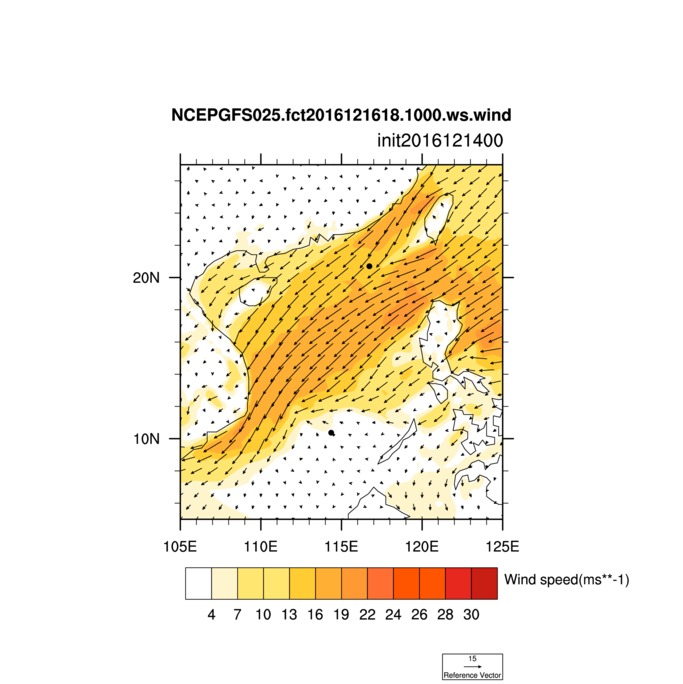 NCEPGFS025.fct2016121618.1000.ws.wind
init2016121400
20N
10N
105E 110E 115E 120E 125E
Wind speed(ms**-1)
4 7 10 13 16 19 22 24 26 28 30
15
Reference Vector